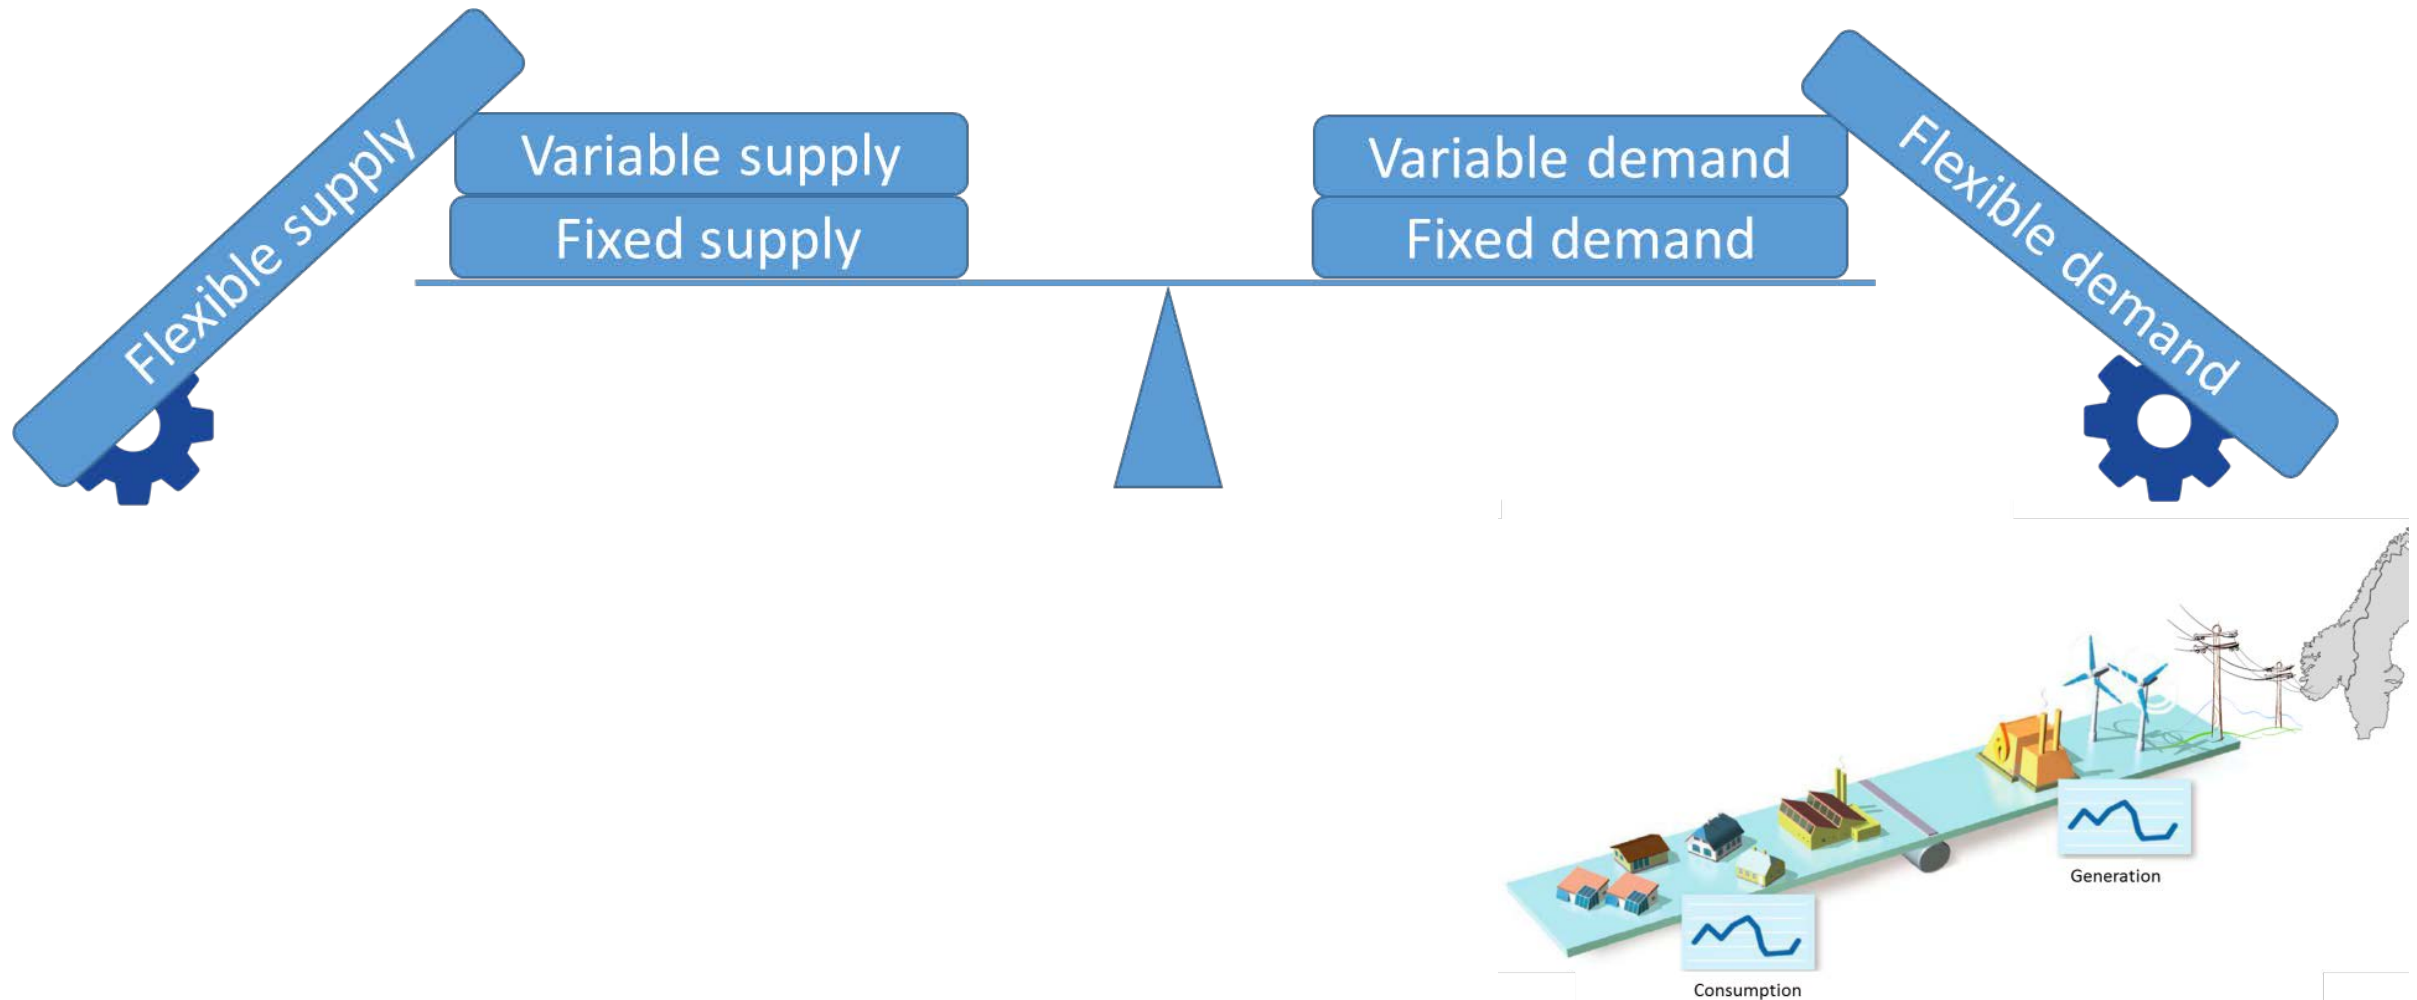 Flexible supply
Variable supply
Fixed supply
Variable demand
Fixed demand
Flexible demand
Generation
Consumption